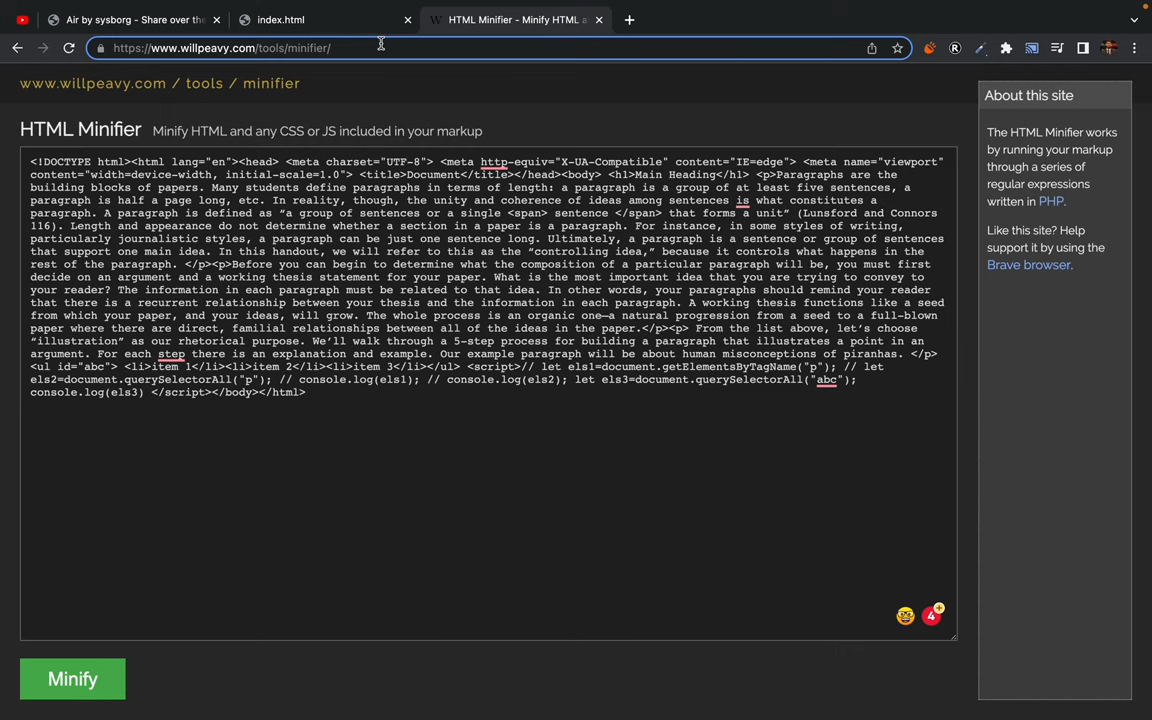 Air by sysborg - Share over the
index.html
HTML Minifier - Minify HTML a
https://www.willpeavy.com/tools/minifier/
www.willpeavy.com / tools / minifier
HTML Minifier Minify HTML and any CSS or JS included in your markup
<!DOCTYPE html><html lang="en"><head> <meta charset="UTF-8"> <meta http-equiv="X-UA-Compatible" content="IE=edge"> <meta name="viewport"
content="width=device-width, initial-scale=1.0"> <title>Document</title></head><body> <h1>Main Heading</h1> <p>Paragraphs are the
building blocks of papers. Many students define paragraphs in terms of length: a paragraph is a group of at least five sentences, a
paragraph is half a page long, etc. In reality, though, the unity and coherence of ideas among sentences is what constitutes a
paragraph. A paragraph is defined as “a group of sentences or a single <span> sentence </span> that forms a unit” (Lunsford and Connors
116). Length and appearance do not determine whether a section in a paper is a paragraph. For instance, in some styles of writing,
particularly journalistic styles, a paragraph can be just one sentence long. Ultimately, a paragraph is a sentence or group of sentences
that support one main idea. In this handout, we will refer to this as the “controlling idea,” because it controls what happens in the
rest of the paragraph. </p><p>Before you can begin to determine what the composition of a particular paragraph will be, you must first
decide on an argument and a working thesis statement for your paper. What is the most important idea that you are trying to convey to
your reader? The information in each paragraph must be related to that idea. In other words, your paragraphs should remind your reader
that there is a recurrent relationship between your thesis and the information in each paragraph. A working thesis functions like a seed
from which your paper, and your ideas, will grow. The whole process is an organic one—a natural progression from a seed to a full-blown
paper where there are direct, familial relationships between all of the ideas in the paper.</p><p> From the list above, let’s choose
“illustration” as our rhetorical purpose. We’ll walk through a 5-step process for building a paragraph that illustrates a point in an
argument. For each step there is an explanation and example. Our example paragraph will be about human misconceptions of piranhas. </p>
<ul id="abc"> <li>item 1</li><li>item 2</li><li>item 3</li></ul> <script>// let els1=document.getElementsByTagName("p"); // let
els2=document.querySelectorAll("p"); // console.log(els1); // console.log(els2); let els3=document.querySelectorAll("abc");
console.log(els3) </script></body></html>
4
Minify
About this site
The HTML Minifier works
by running your markup
through a series of
regular expressions
written in PHP.
Like this site? Help
support it by using the
Brave browser.